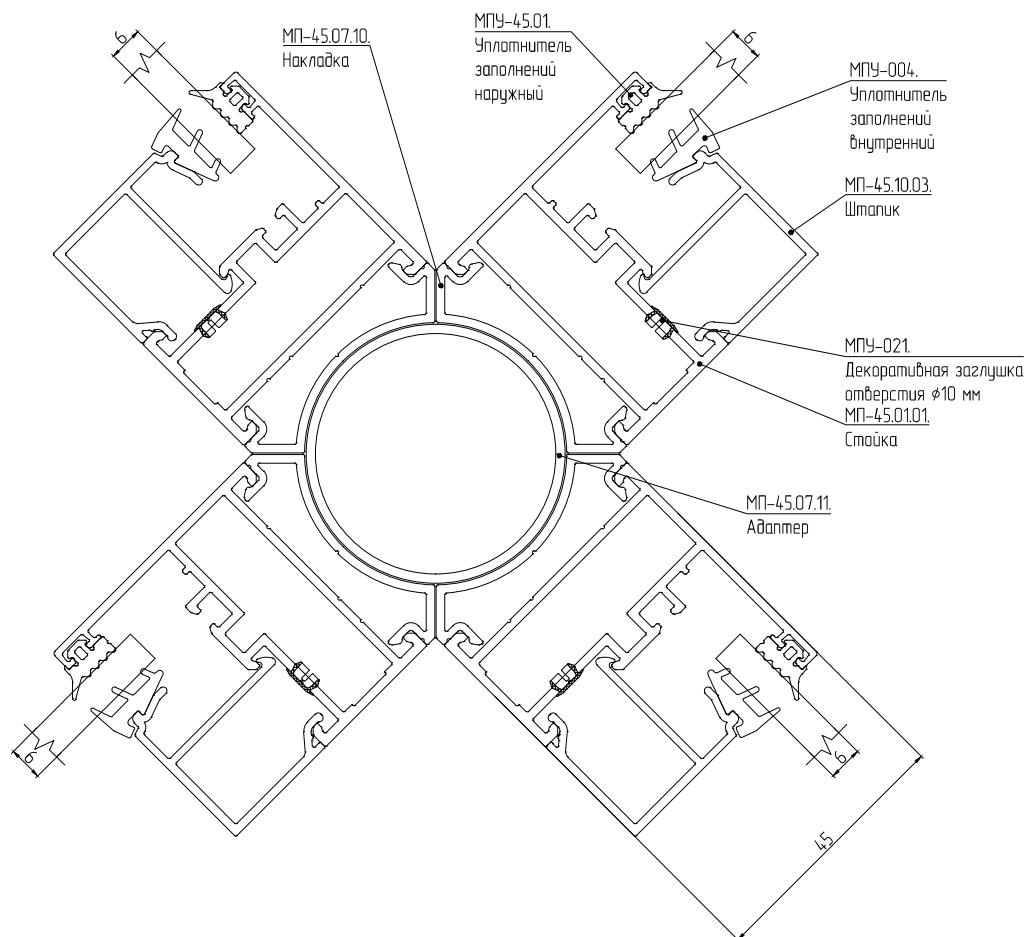 МПУ-45.01.
Уплотнитель
заполнений
наружный
МП-45.07.10.
Накладка
6
6
МПУ-004.
Уплотнитель
заполнений
внутренний
МП-45.10.03.
Штапик
МПУ-021.
Декоративная заглушка
отверстия ⌀10 мм
МП-45.01.01.
Стойка
МП-45.07.11.
Адаптер
6
6
45